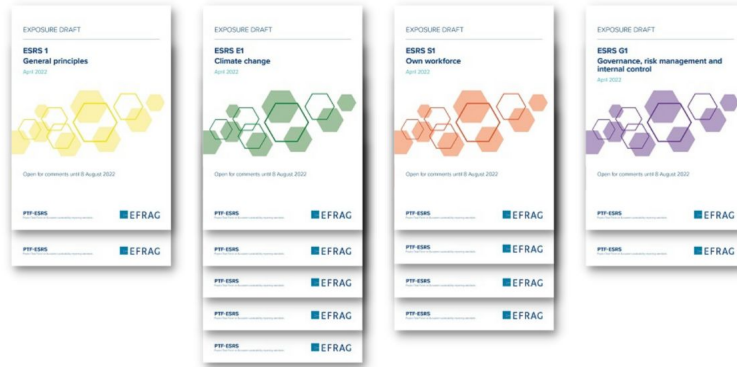 EXPOSURE DRAFT
ESRS 1
General principles
April 2022
Open for comments until 8 August 2022
PTF-ESRS
EFRAG
PTF-ESRS
EFRAG
EXPOSURE DRAFT
ESRS E1
Climate change
April 2022
Open for comments until 8 August 2022
PTF-ESRS
EFRAG
PTF-ESRS
EFRAG
PTF-ESRS
EFRAG
PTF-ESRS
EFRAG
PTF-ESRS
EFRAG
EXPOSURE DRAFT
ESRS S1
Own workforce
April 2022
Open for comments until 8 August 2022
PTF-ESRS
EFRAG
PTF-ESRS
EFRAG
PTF-ESRS
EFRAG
PTF-ESRS
EFRAG
EXPOSURE DRAFT
ESRS G1
Governance, risk management and
internal control
April 2022
Open for comments until 8 August 2022
PTF-ESRS
EFRAG
PTF-ESRS
EFRAG